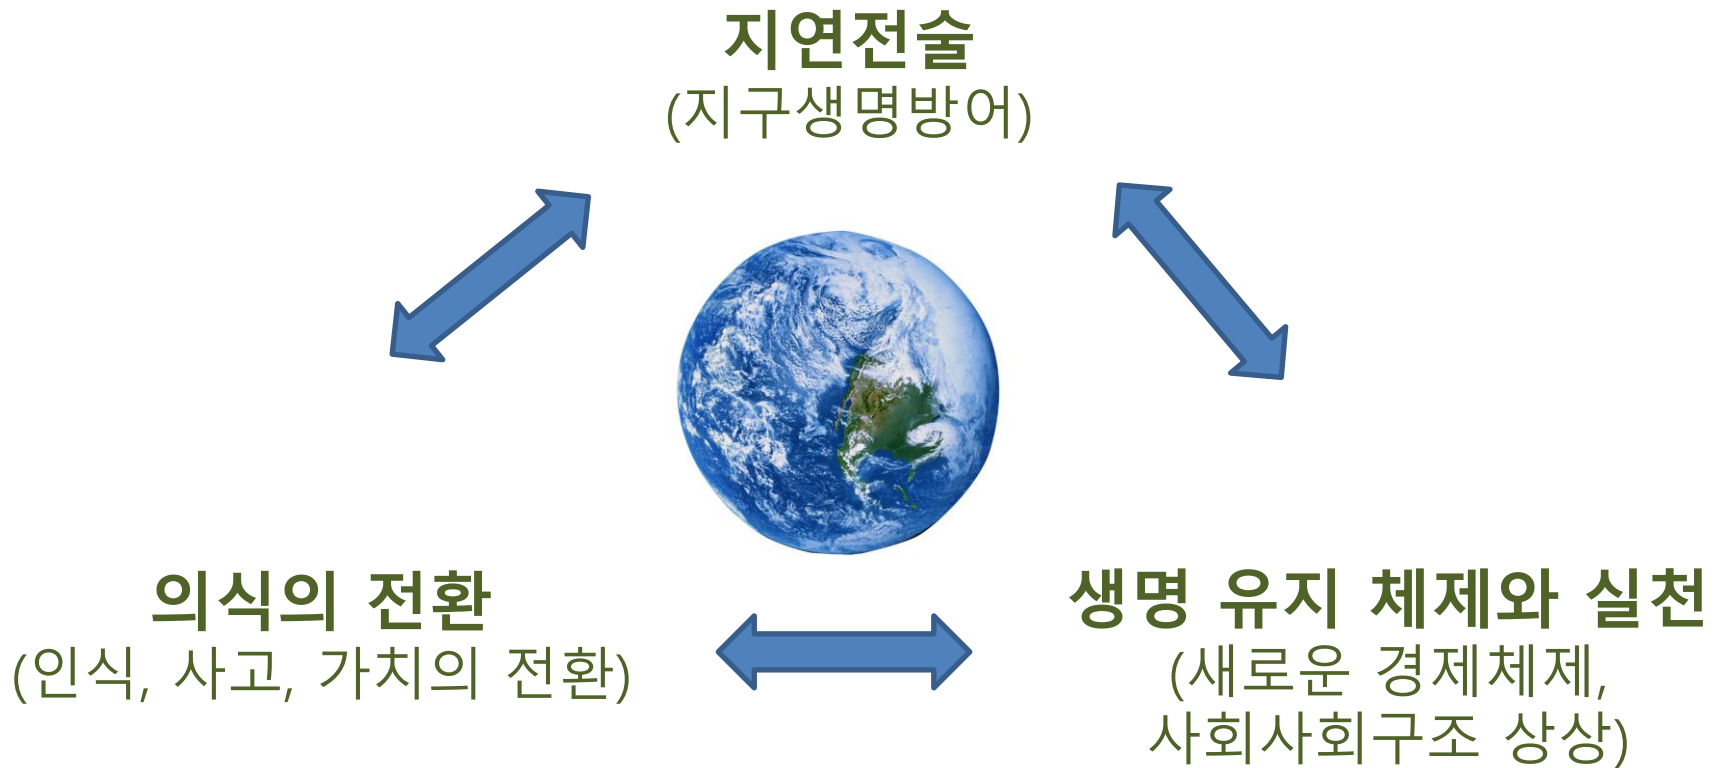 지연전술
(지구생명방어)
의식의 전환
(인식, 사고, 가치의 전환)
생명 유지 체제와 실천
(새로운 경제체제,
사회사회구조 상상)